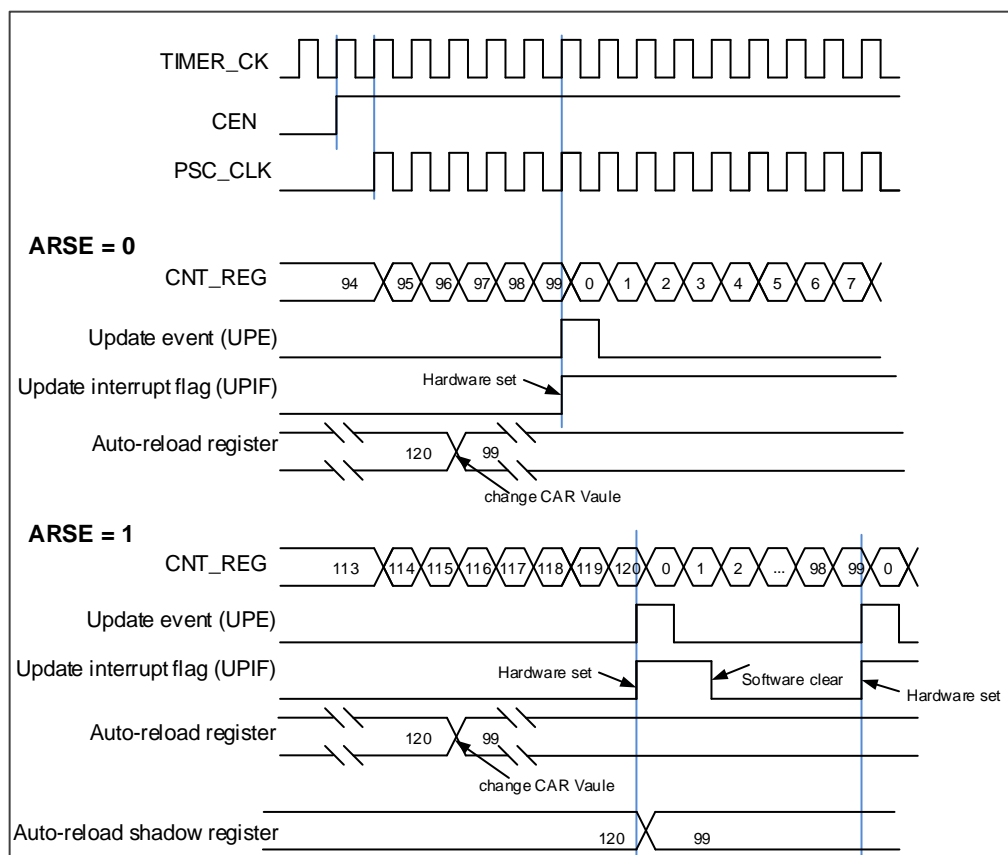 TIMER_CK
CEN
PSC_CLK
ARSE = 0
CNT_REG 94 95 96 97 98 99 0 1 2 3 4 5 6 7
Update event (UPE)
Update interrupt flag (UPIF) Hardware set
Auto-reload register 120 99
change CAR Vaule
ARSE = 1
CNT_REG 113 114 115 116 117 118 119 120 0 1 2 ... 98 99 0
Update event (UPE)
Update interrupt flag (UPIF) Hardware set Software clear Hardware set
Auto-reload register 120 99
change CAR Vaule
Auto-reload shadow register 120 99